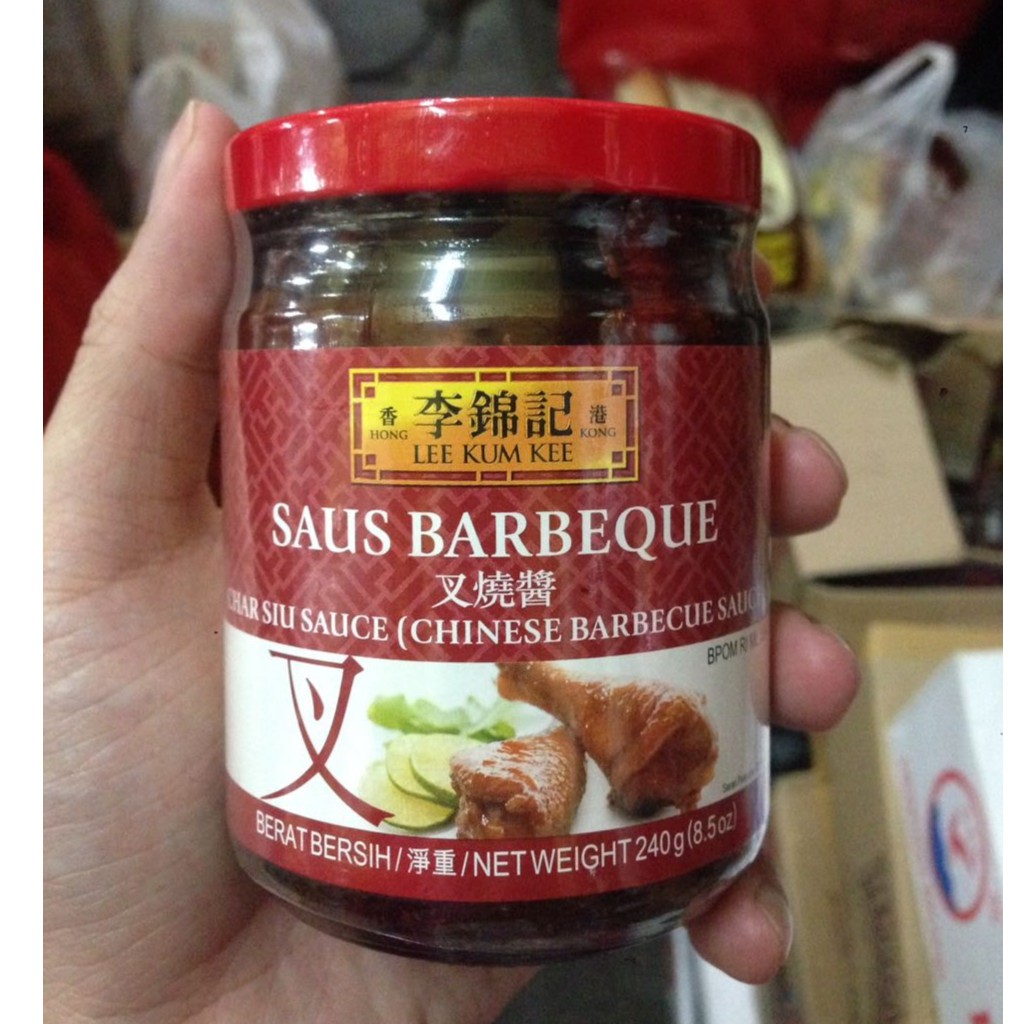 香 李錦記 港
HONG LEE KUM KEE KONG
SAUS BARBEQUE
叉燒醬
CHAR SIU SAUCE (CHINESE BARBECUE SAUC
BPOM RI
叉
BERAT BERSIH / 淨重 / NET WEIGHT 240 g (8.5 oz)